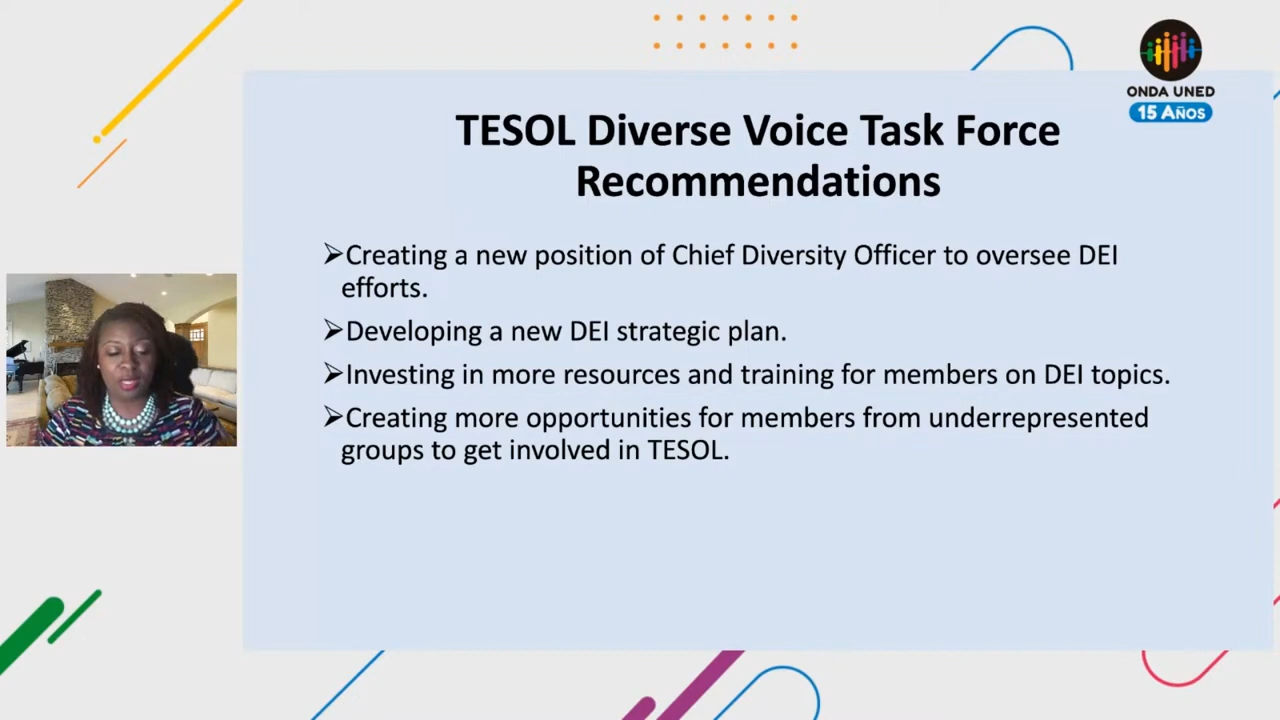 ONDA UNED
15 AÑOS
TESOL Diverse Voice Task Force
Recommendations
➢Creating a new position of Chief Diversity Officer to oversee DEI
efforts.
➢Developing a new DEI strategic plan.
➢Investing in more resources and training for members on DEI topics.
➢Creating more opportunities for members from underrepresented
groups to get involved in TESOL.